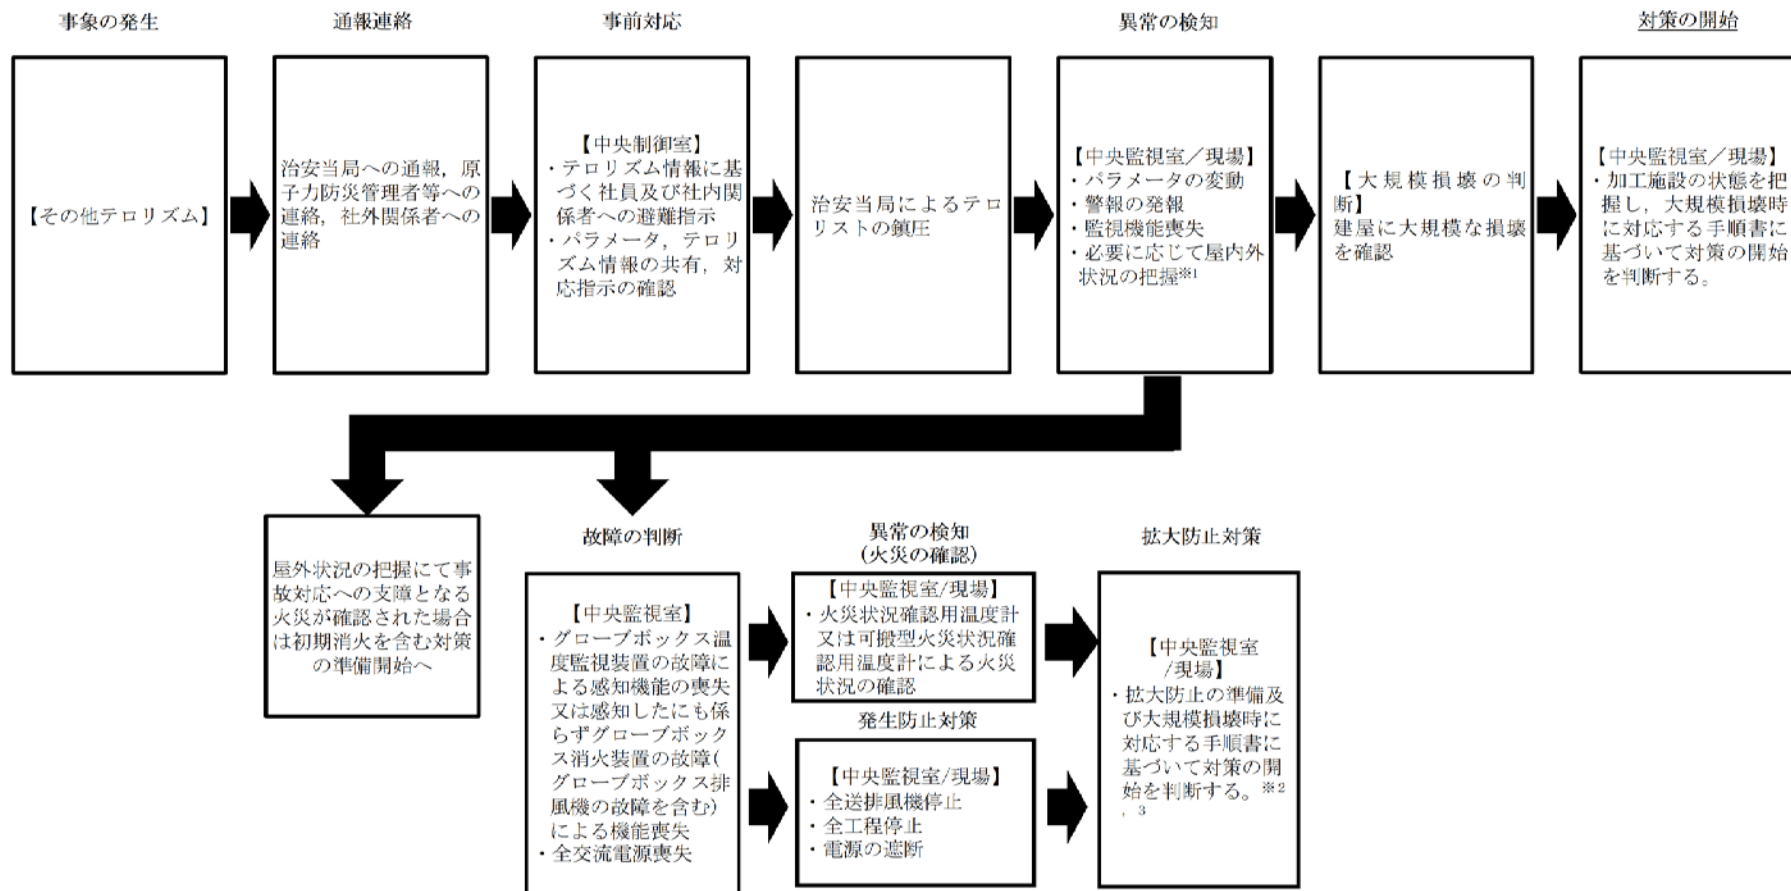 事象の発生
通報連絡
事前対応
異常の検知
対策の開始
【その他テロリズム】
治安当局への通報，原
子力防災管理者等への
連絡，社外関係者への
連絡
【中央制御室】
・テロリズム情報に基
づく社員及び社内関
係者への避難指示
・パラメータ，テロリ
ズム情報の共有，対
応指示の確認
治安当局によるテロ
リストの鎮圧
【中央監視室／現場】
・パラメータの変動
・警報の発報
・監視機能喪失
・必要に応じて屋内外
状況の把握※1
【大規模損壊の判
断】
建屋に大規模な損壊
を確認
【中央監視室／現場】
・加工施設の状態を把
握し，大規模損壊時
に対応する手順書に
基づいて対策の開始
を判断する。
屋外状況の把握にて事
故対応への支障となる
火災が確認された場合
は初期消火を含む対策
の準備開始へ
故障の判断
【中央監視室】
・グローブボックス温
度監視装置の故障に
よる感知機能の喪失
又は感知したにも係
らずグローブボック
ス消火装置の故障(
グローブボックス排
風機の故障を含む)
による機能喪失
・全交流電源喪失
異常の検知
(火災の確認)
【中央監視室/現場】
・火災状況確認用温度計
又は可搬型火災状況確
認用温度計による火災
状況の確認
発生防止対策
【中央監視室/現場】
・全送排風機停止
・全工程停止
・電源の遮断
拡大防止対策
【中央監視室
/現場】
・拡大防止の準備及
び大規模損壊時に
対応する手順書に
基づいて対策の開
始を判断する。※2
，3